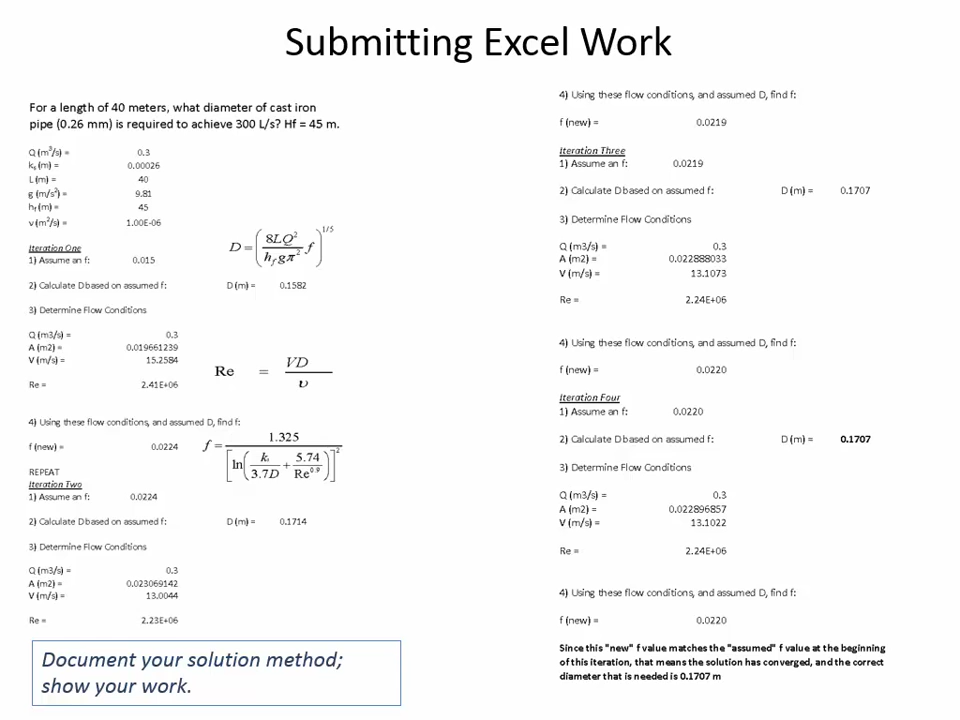 Submitting Excel Work
For a length of 40 meters, what diameter of cast iron
pipe (0.26 mm) is required to achieve 300 L/s? Hf = 45 m.
Q (m³/s) = 0.3
kₛ (m) = 0.00026
L (m) = 40
g (m/s²) = 9.81
h_f (m) = 45
ν (m²/s) = 1.00E-06
Iteration One
1) Assume an f: 0.015
D = (8LQ² / h_f gπ² f)^1/5
2) Calculate D based on assumed f: D (m) = 0.1582
3) Determine Flow Conditions
Q (m3/s) = 0.3
A (m2) = 0.019661239
V (m/s) = 15.2584
Re = VD / υ
Re = 2.41E+06
4) Using these flow conditions, and assumed D, find f:
f (new) = 0.0224
f = 1.325 / [ln(kₛ / 3.7D + 5.74 / Re^0.9)]²
REPEAT
Iteration Two
1) Assume an f: 0.0224
2) Calculate D based on assumed f: D (m) = 0.1714
3) Determine Flow Conditions
Q (m3/s) = 0.3
A (m2) = 0.023069142
V (m/s) = 13.0044
Re = 2.23E+06
Document your solution method;
show your work.
4) Using these flow conditions, and assumed D, find f:
f (new) = 0.0219
Iteration Three
1) Assume an f: 0.0219
2) Calculate D based on assumed f: D (m) = 0.1707
3) Determine Flow Conditions
Q (m3/s) = 0.3
A (m2) = 0.022888033
V (m/s) = 13.1073
Re = 2.24E+06
4) Using these flow conditions, and assumed D, find f:
f (new) = 0.0220
Iteration Four
1) Assume an f: 0.0220
2) Calculate D based on assumed f: D (m) = 0.1707
3) Determine Flow Conditions
Q (m3/s) = 0.3
A (m2) = 0.022896857
V (m/s) = 13.1022
Re = 2.24E+06
4) Using these flow conditions, and assumed D, find f:
f (new) = 0.0220
Since this "new" f value matches the "assumed" f value at the beginning
of this iteration, that means the solution has converged, and the correct
diameter that is needed is 0.1707 m